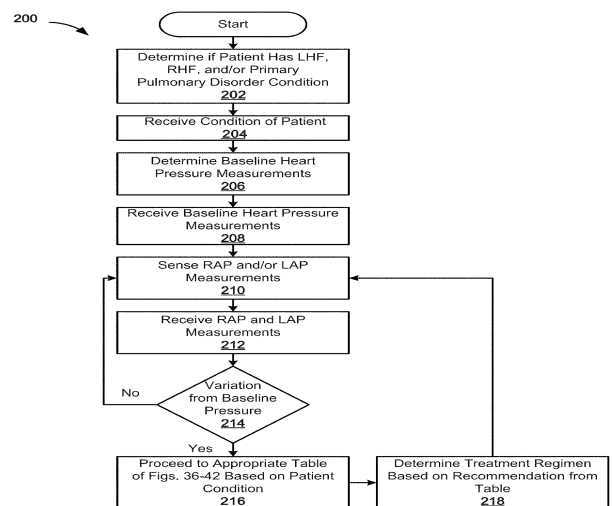 200
Start
Determine if Patient Has LHF,
RHF, and/or Primary
Pulmonary Disorder Condition
202
Receive Condition of Patient
204
Determine Baseline Heart
Pressure Measurements
206
Receive Baseline Heart Pressure
Measurements
208
Sense RAP and/or LAP
Measurements
210
Receive RAP and LAP
Measurements
212
No
Variation
from Baseline
Pressure
214
Yes
Proceed to Appropriate Table
of Figs. 36-42 Based on Patient
Condition
216
Determine Treatment Regimen
Based on Recommendation from
Table
218